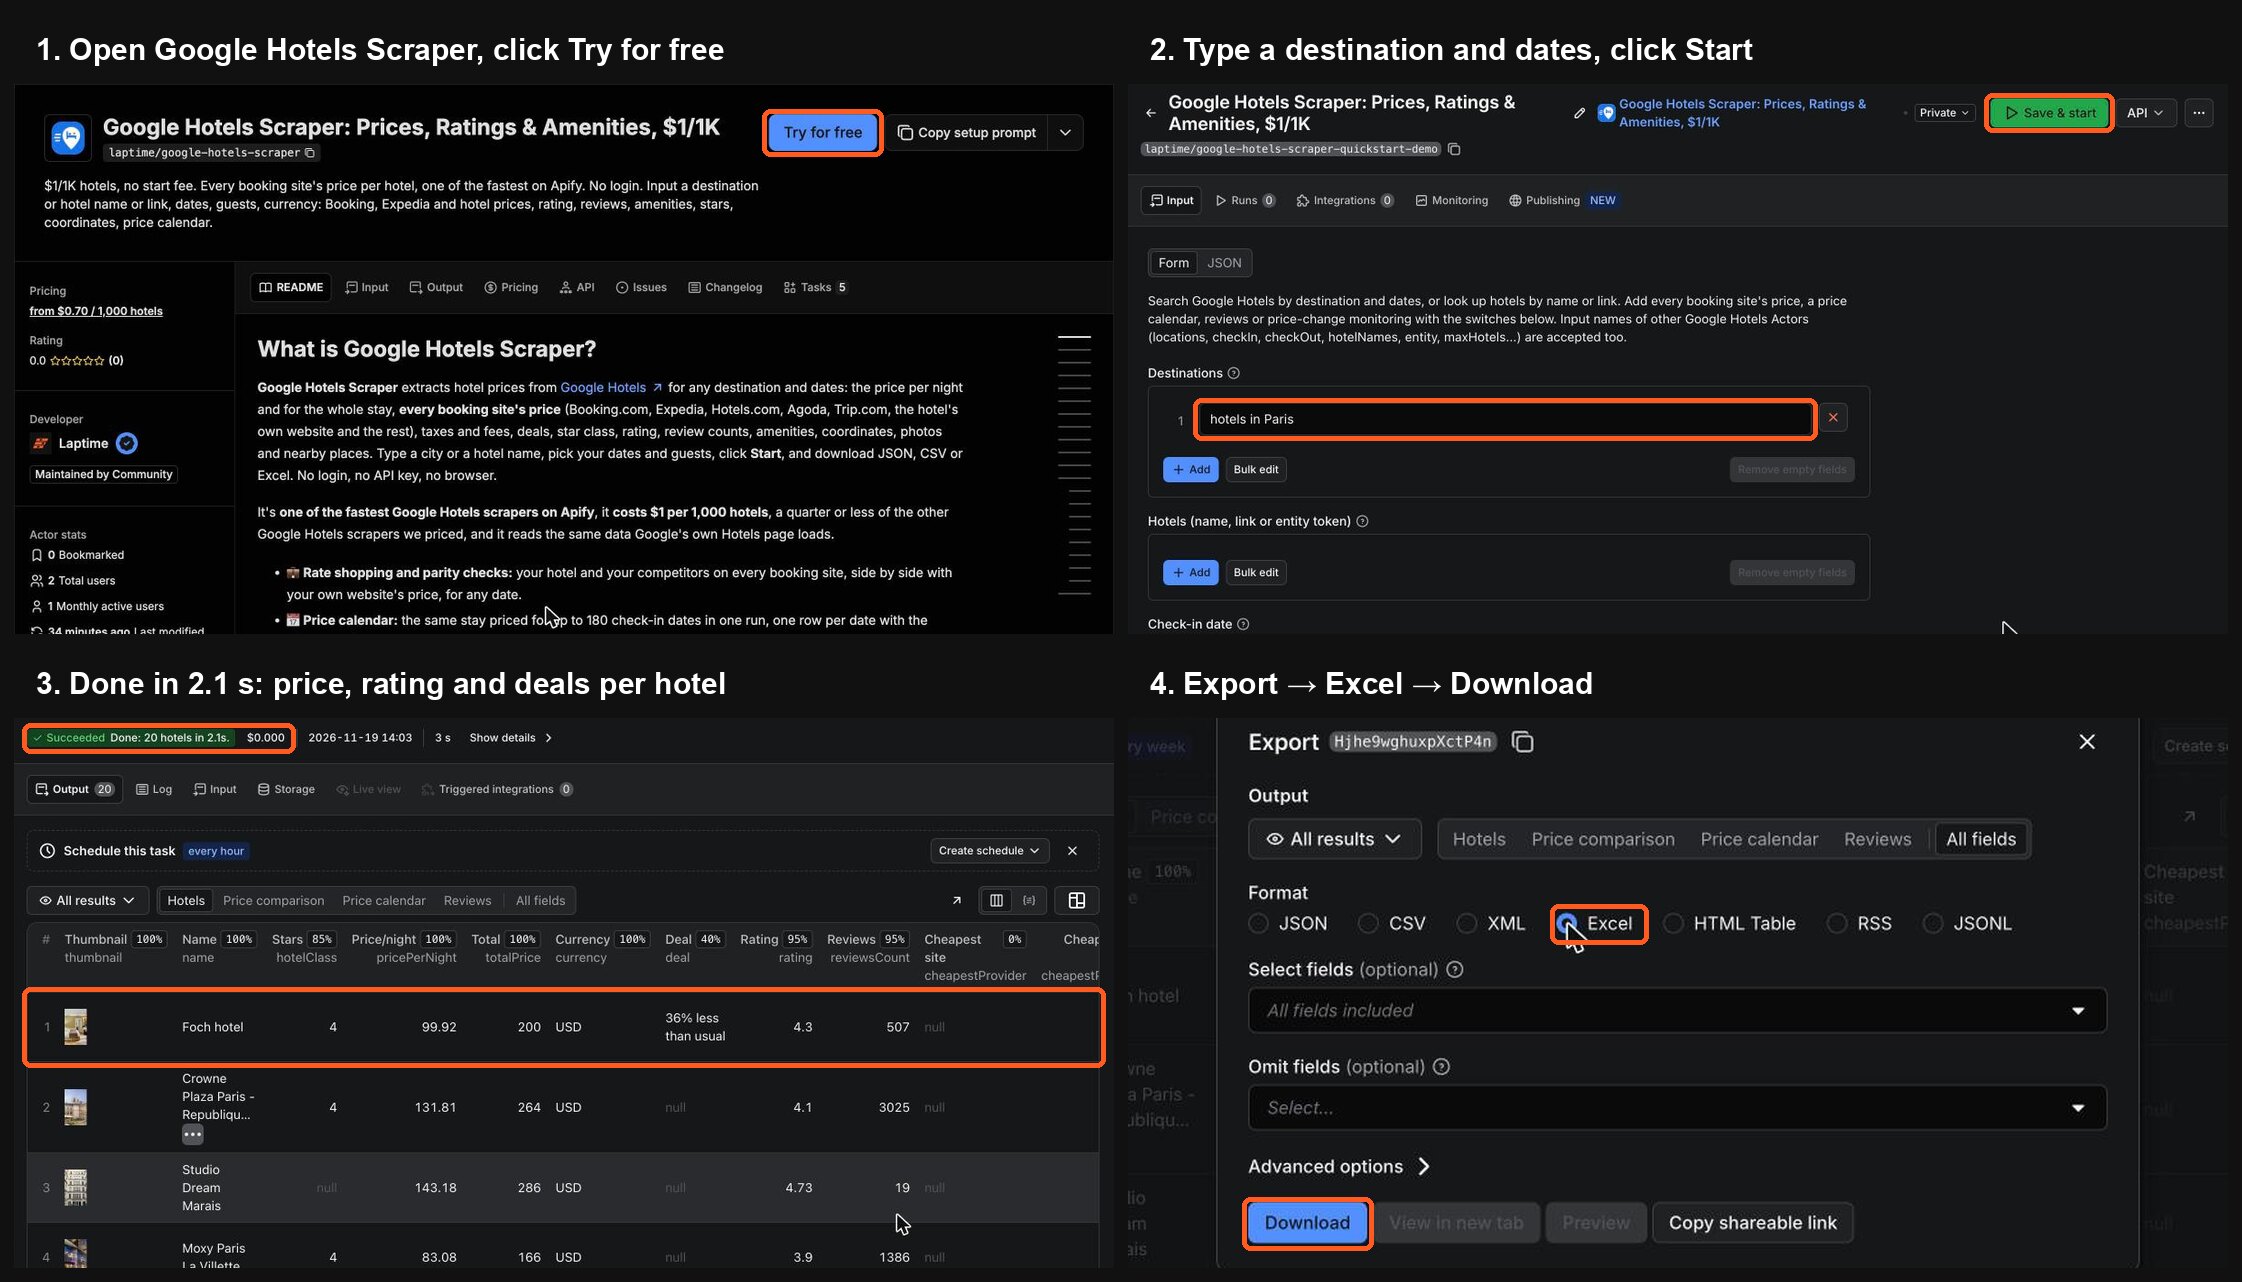 1. Open Google Hotels Scraper, click Try for free
Google Hotels Scraper: Prices, Ratings & Amenities, $1/1K
Try for free
Copy setup prompt
laptime/google-hotels-scraper
$1/1K hotels, no start fee. Every booking site's price per hotel, one of the fastest on Apify. No login. Input a destination
or hotel name or link, dates, guests, currency: Booking, Expedia and hotel prices, rating, reviews, amenities, stars,
coordinates, price calendar.
Pricing
from $0.70 / 1,000 hotels
Rating
0.0 (0)
Developer
Laptime
Maintained by Community
Actor stats
0 Bookmarked
2 Total users
1 Monthly active users
34 minutes ago Last modified
README Input Output Pricing API Issues Changelog Tasks 5
What is Google Hotels Scraper?
Google Hotels Scraper extracts hotel prices from Google Hotels ↗ for any destination and dates: the price per night
and for the whole stay, every booking site's price (Booking.com, Expedia, Hotels.com, Agoda, Trip.com, the hotel's
own website and the rest), taxes and fees, deals, star class, rating, review counts, amenities, coordinates, photos
and nearby places. Type a city or a hotel name, pick your dates and guests, click Start, and download JSON, CSV or
Excel. No login, no API key, no browser.
It's one of the fastest Google Hotels scrapers on Apify, it costs $1 per 1,000 hotels, a quarter or less of the other
Google Hotels scrapers we priced, and it reads the same data Google's own Hotels page loads.
• Rate shopping and parity checks: your hotel and your competitors on every booking site, side by side with
your own website's price, for any date.
• Price calendar: the same stay priced for up to 180 check-in dates in one run, one row per date with the
2. Type a destination and dates, click Start
Google Hotels Scraper: Prices, Ratings &
Amenities, $1/1K
Google Hotels Scraper: Prices, Ratings &
Amenities, $1/1K
Private
Save & start
API
laptime/google-hotels-scraper-quickstart-demo
Input Runs 0 Integrations 0 Monitoring Publishing NEW
Form JSON
Search Google Hotels by destination and dates, or look up hotels by name or link. Add every booking site's price, a price
calendar, reviews or price-change monitoring with the switches below. Input names of other Google Hotels Actors
(locations, checkIn, checkOut, hotelNames, entity, maxHotels...) are accepted too.
Destinations
1 hotels in Paris
+ Add Bulk edit Remove empty fields
Hotels (name, link or entity token)
+ Add Bulk edit Remove empty fields
Check-in date
3. Done in 2.1 s: price, rating and deals per hotel
Succeeded Done: 20 hotels in 2.1s. $0.000 2026-11-19 14:03 3 s Show details
Output 20 Log Input Storage Live view Triggered integrations 0
Schedule this task every hour Create schedule
All results Hotels Price comparison Price calendar Reviews All fields
# Thumbnail 100% Name 100% Stars 85% Price/night 100% Total 100% Currency 100% Deal 40% Rating 95% Reviews 95% Cheapest site 0% Cheap
thumbnail name hotelClass pricePerNight totalPrice currency deal rating reviewsCount cheapestProvider cheapestF
1 Foch hotel 4 99.92 200 USD 36% less than usual 4.3 507 null
2 Crowne Plaza Paris - Republiqu... 4 131.81 264 USD null 4.1 3025 null
3 Studio Dream Marais null 143.18 286 USD null 4.73 19 null
4 Moxy Paris La Villette 4 83.08 166 USD null 3.9 1386 null
4. Export → Excel → Download
Export Hjhe9wghuxpXctP4n
Output
All results Hotels Price comparison Price calendar Reviews All fields
Format
JSON CSV XML Excel HTML Table RSS JSONL
Select fields (optional)
All fields included
Omit fields (optional)
Select...
Advanced options
Download View in new tab Preview Copy shareable link